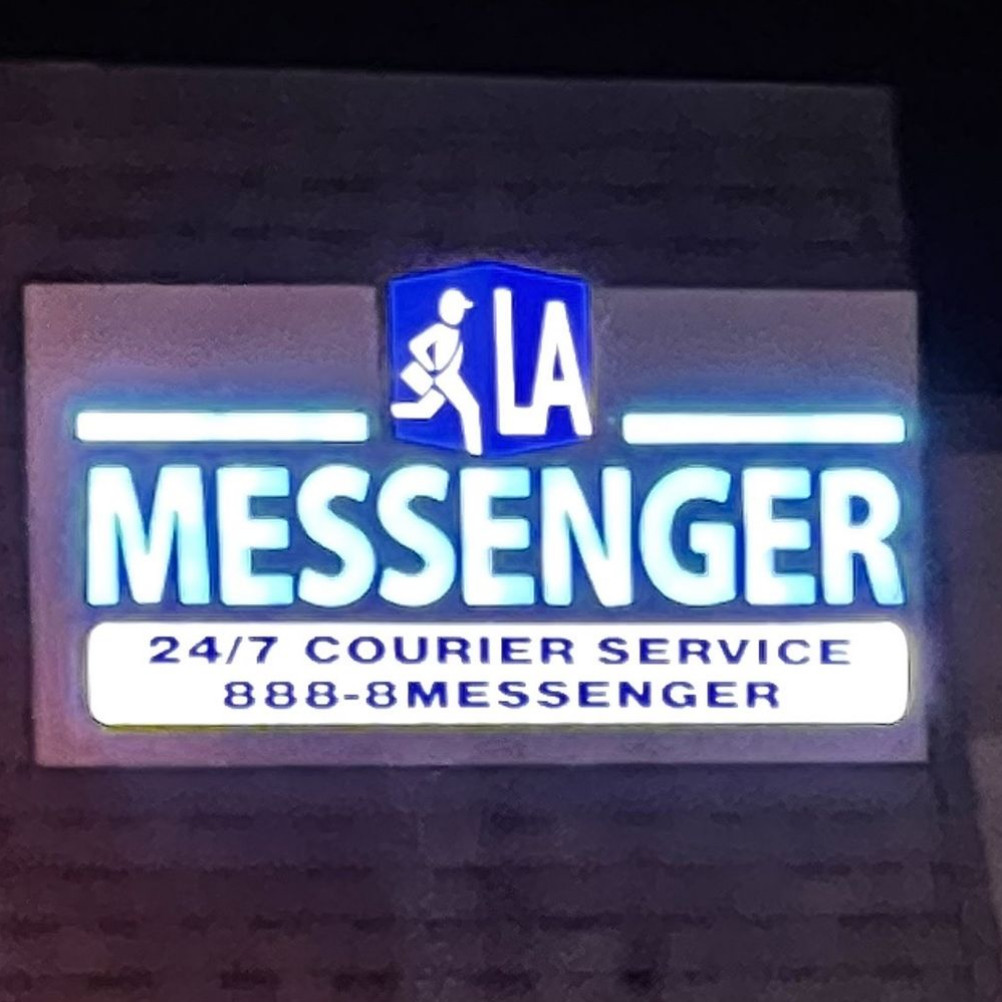 LA
MESSENGER
24/7 COURIER SERVICE
888-8MESSENGER